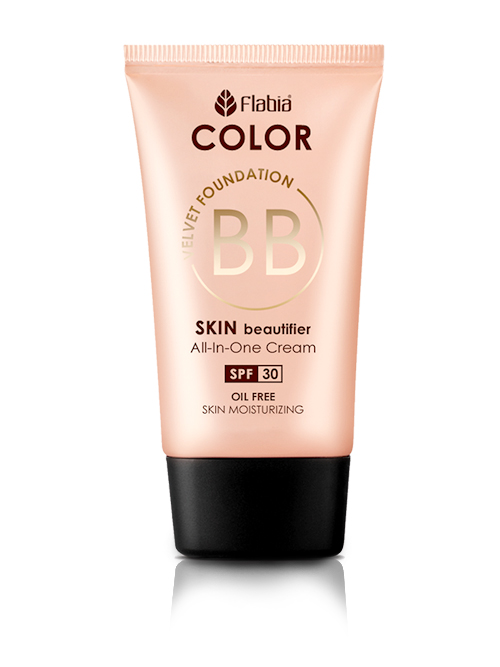 Flabia®
COLOR
VELVET FOUNDATION
BB
SKIN beautifier
All-In-One Cream
SPF 30
OIL FREE
SKIN MOISTURIZING